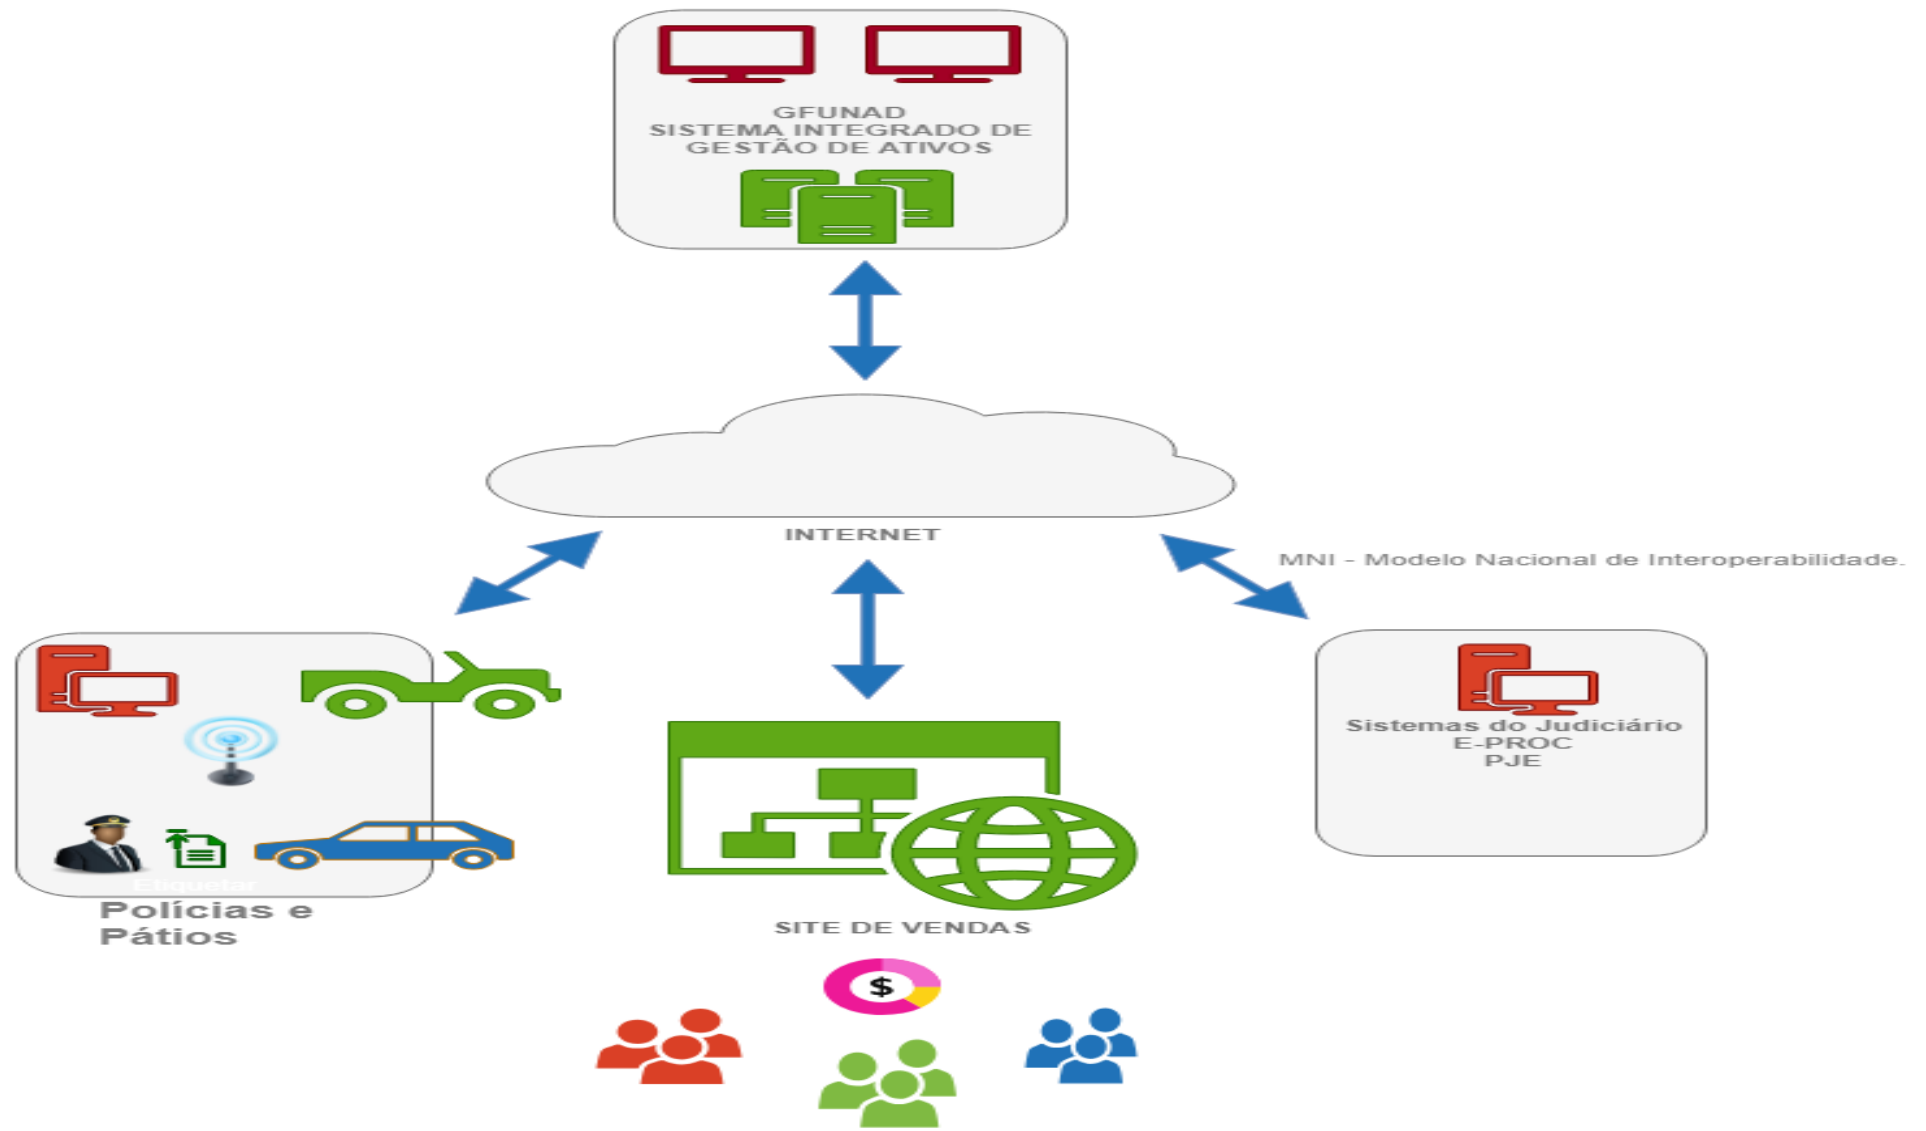 GFUNAD
SISTEMA INTEGRADO DE
GESTÃO DE ATIVOS
INTERNET
MNI - Modelo Nacional de Interoperabilidade.
Sistemas do Judiciário
E-PROC
PJE
Etiquetar
Polícias e
Pátios
SITE DE VENDAS
$